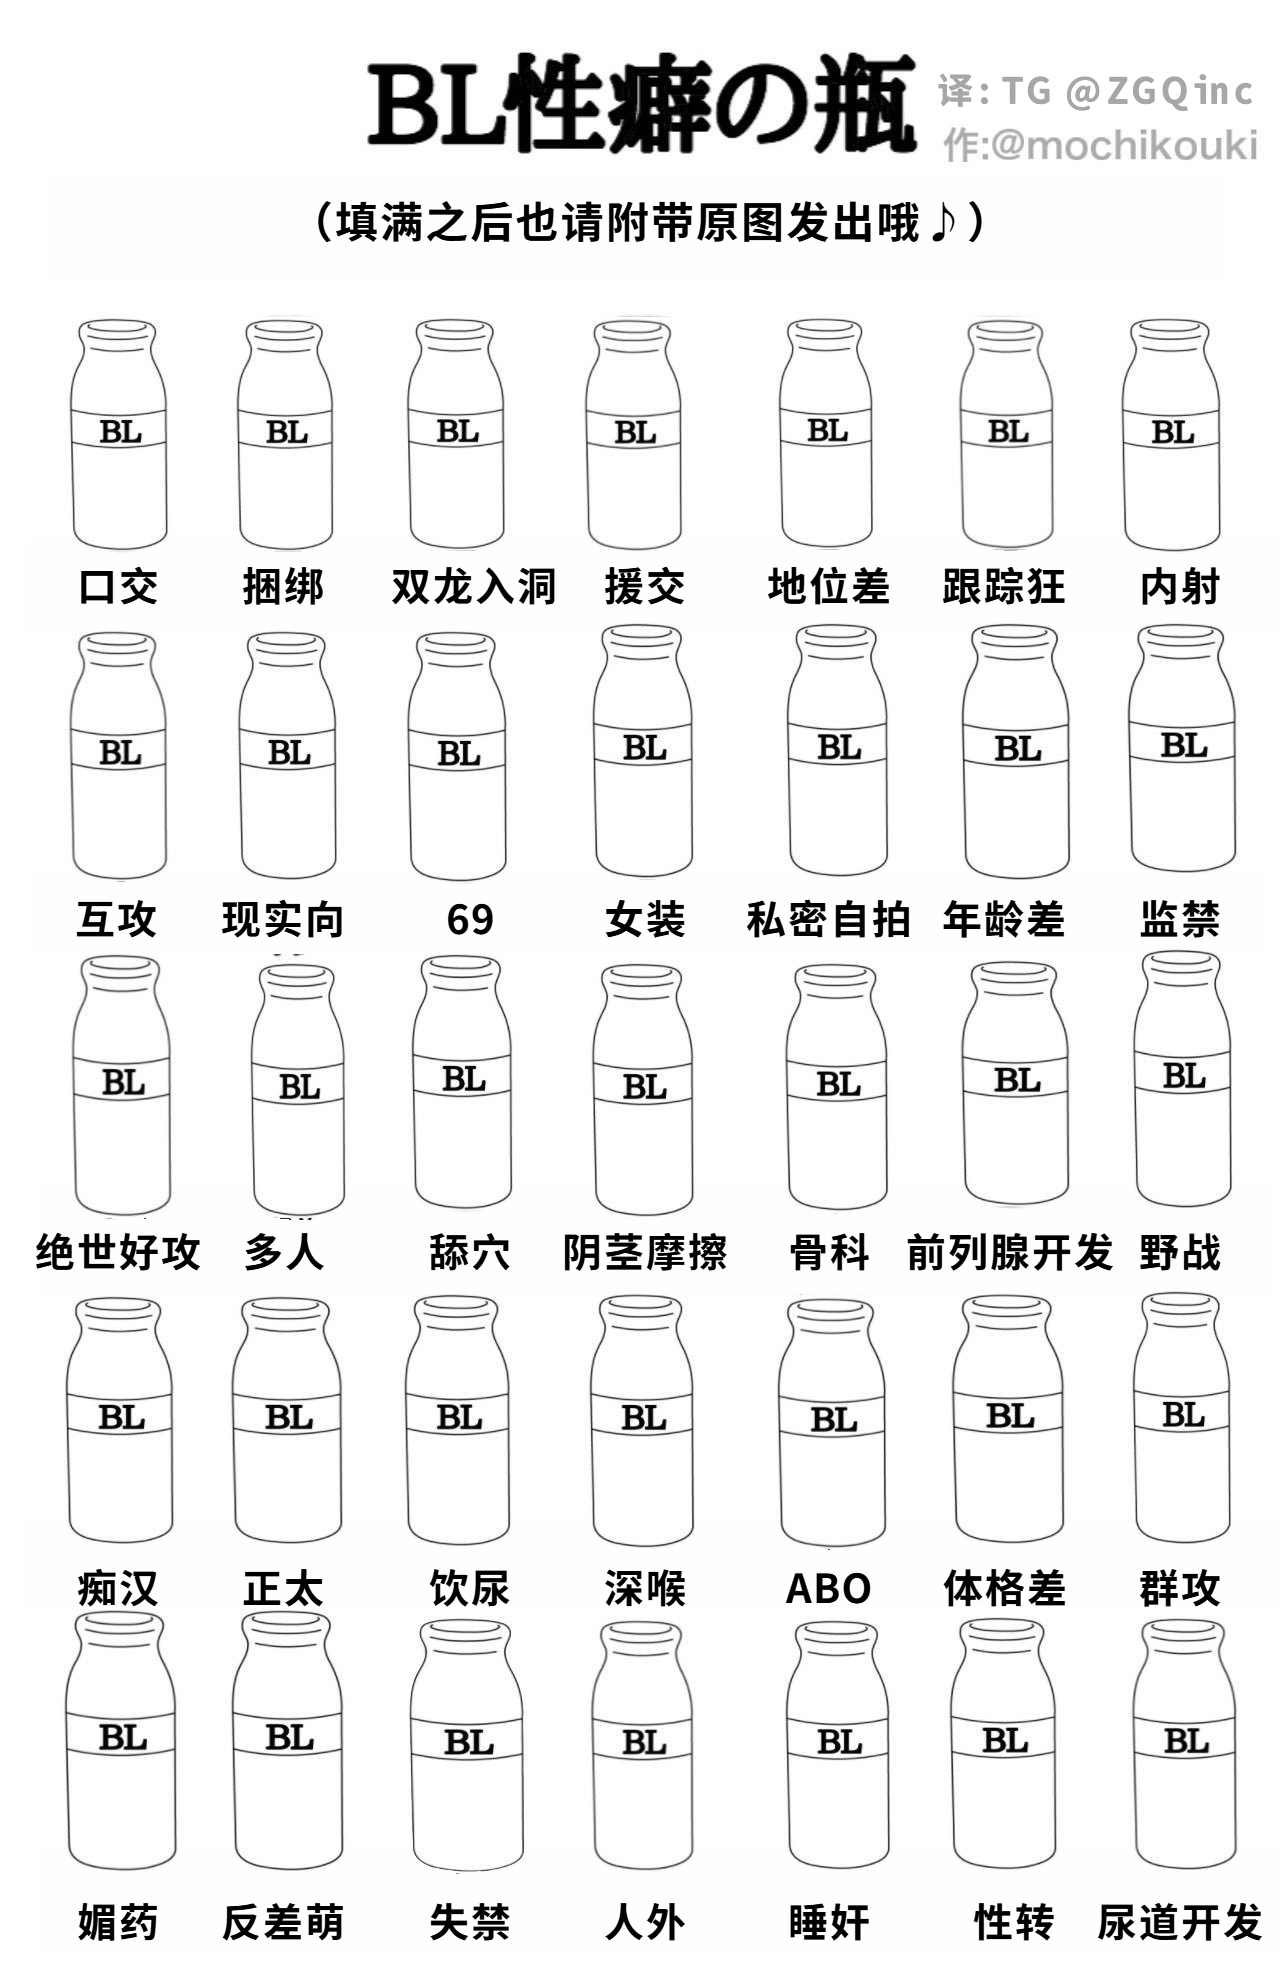 BL性癖の瓶
译: TG @ZGQinc
作:@mochikouki
（填满之后也请附带原图发出哦♪）
BL BL BL BL BL BL BL
口交 捆绑 双龙入洞 援交 地位差 跟踪狂 内射
BL BL BL BL BL BL BL
互攻 现实向 69 女装 私密自拍 年龄差 监禁
BL BL BL BL BL BL BL
绝世好攻 多人 舔穴 阴茎摩擦 骨科 前列腺开发 野战
BL BL BL BL BL BL BL
痴汉 正太 饮尿 深喉 ABO 体格差 群攻
BL BL BL BL BL BL BL
媚药 反差萌 失禁 人外 睡奸 性转 尿道开发